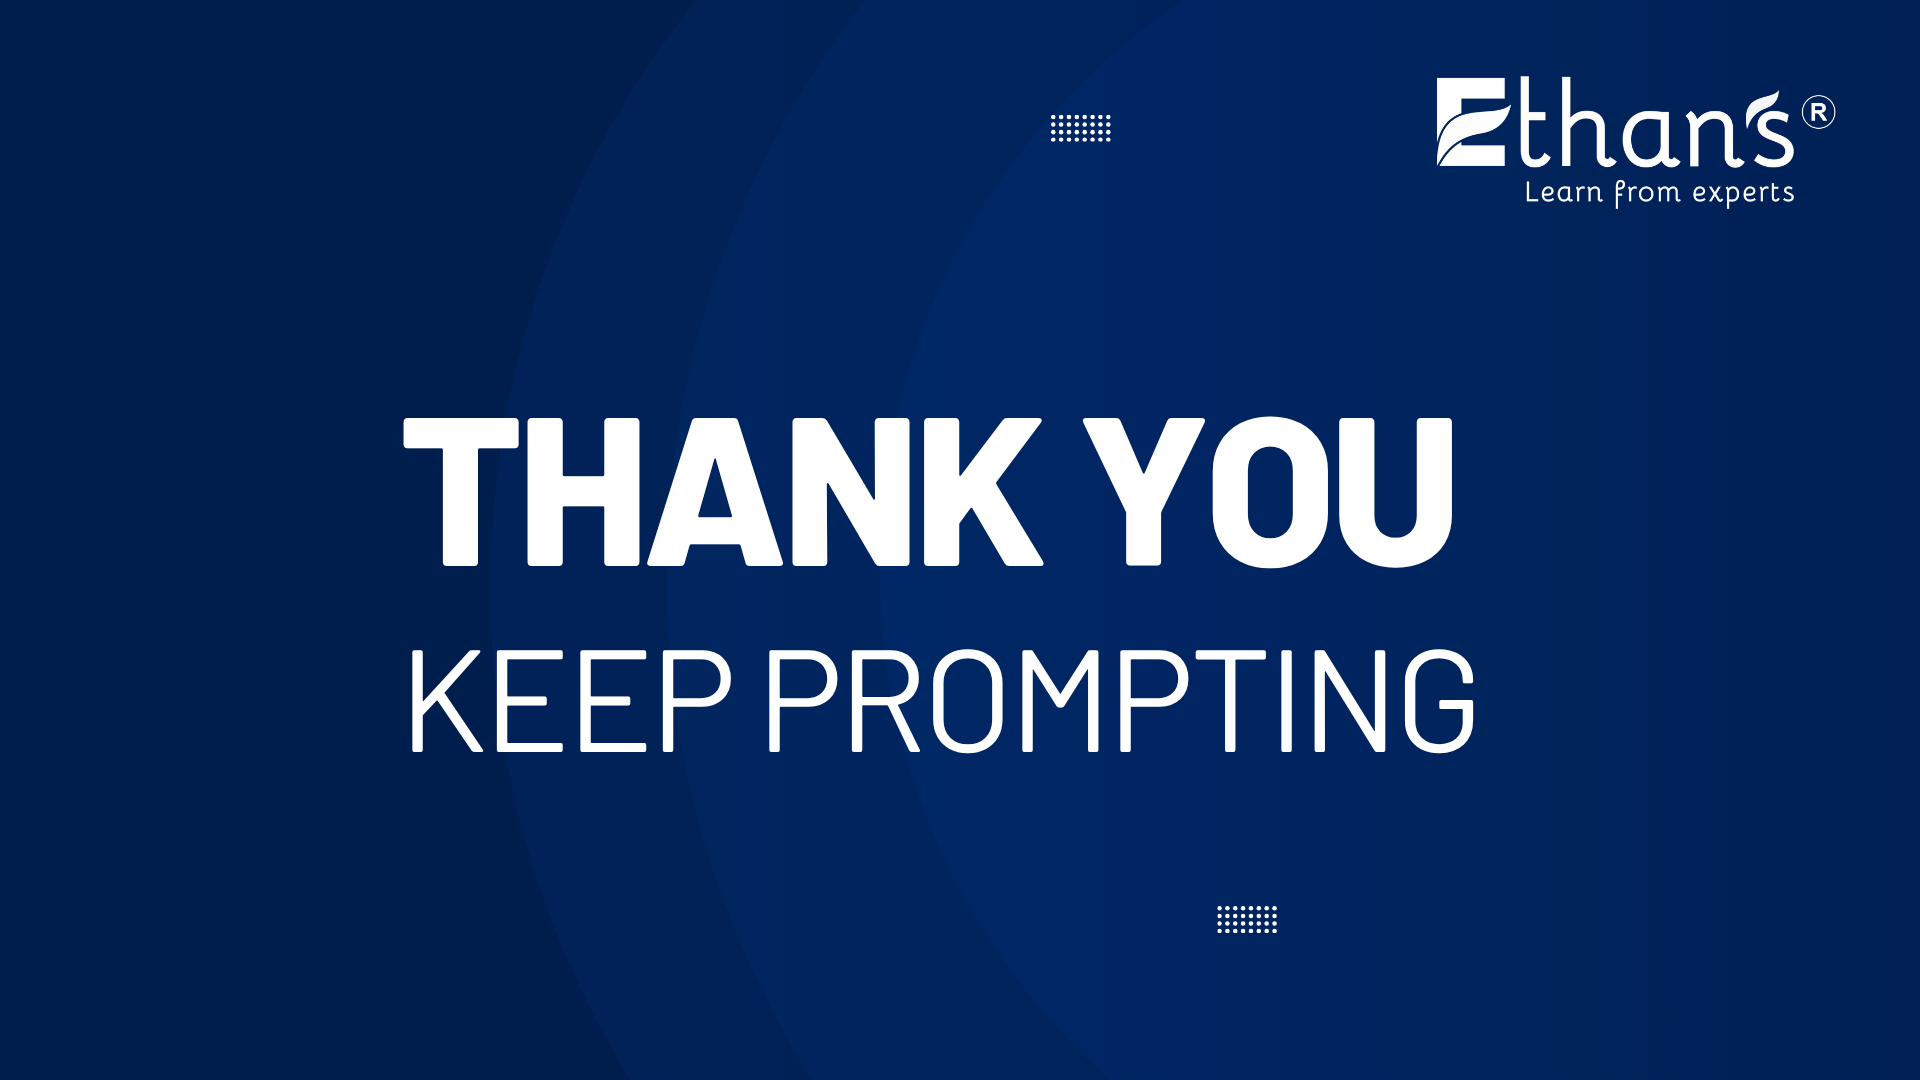 Ethan's ®
Learn from experts
THANK YOU
KEEP PROMPTING